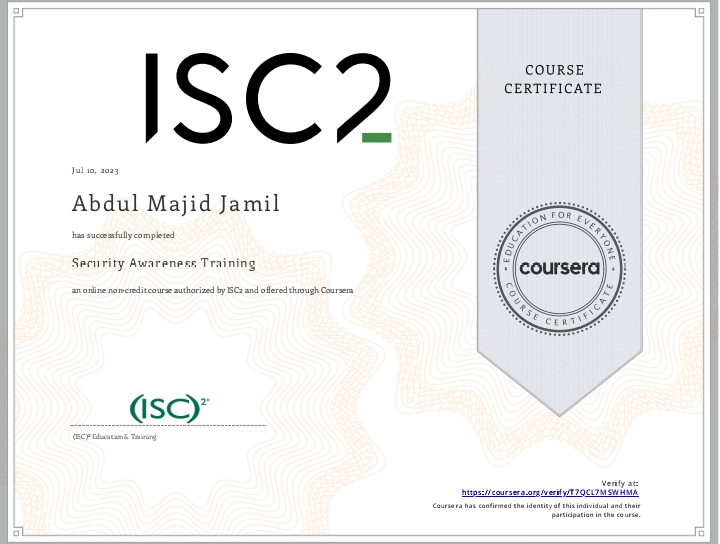 ISC2
COURSE
CERTIFICATE
Jul 10, 2023
Abdul Majid Jamil
has successfully completed
Security Awareness Training
an online non-credit course authorized by ISC2 and offered through Coursera
EDUCATION FOR EVERYONE
coursera
COURSE CERTIFICATE
(ISC)²®
(ISC)² Education & Training
Verify at:
https://coursera.org/verify/T7QCL7MSWHMA
Coursera has confirmed the identity of this individual and their
participation in the course.